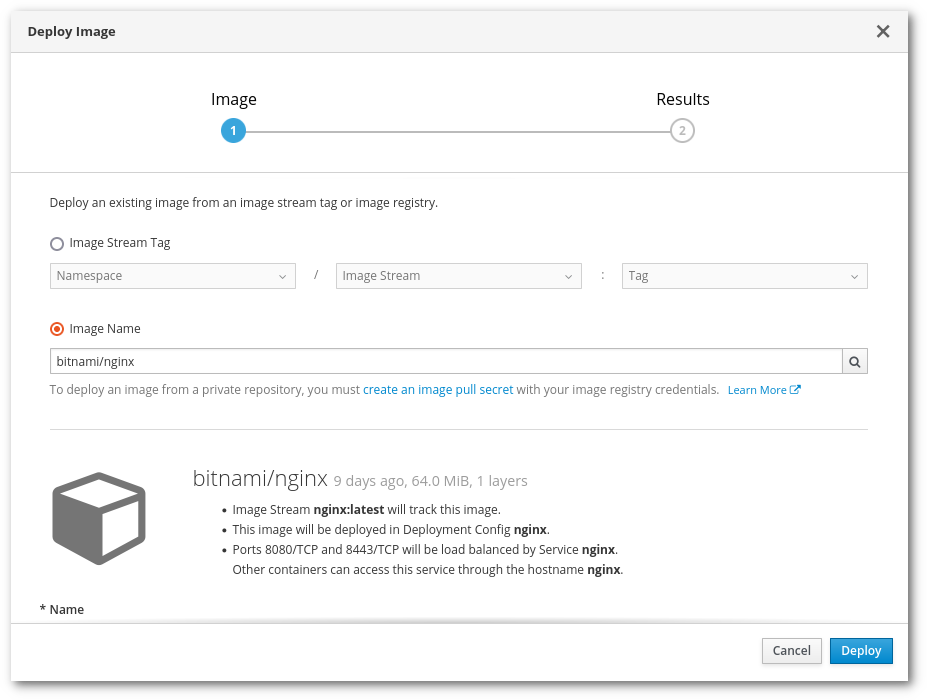 Deploy Image
Image
Results
1
2
Deploy an existing image from an image stream tag or image registry.
Image Stream Tag
Namespace / Image Stream : Tag
Image Name
bitnami/nginx
To deploy an image from a private repository, you must create an image pull secret with your image registry credentials. Learn More
bitnami/nginx 9 days ago, 64.0 MiB, 1 layers
• Image Stream nginx:latest will track this image.
• This image will be deployed in Deployment Config nginx.
• Ports 8080/TCP and 8443/TCP will be load balanced by Service nginx.
Other containers can access this service through the hostname nginx.
* Name
Cancel
Deploy